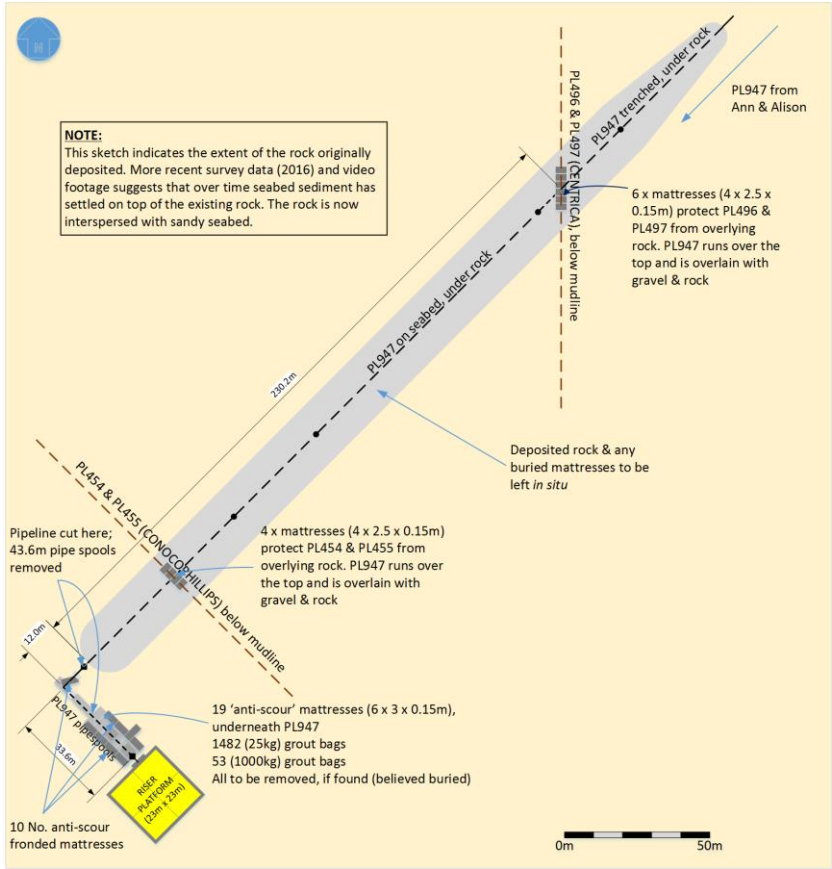 NOTE:
This sketch indicates the extent of the rock originally
deposited. More recent survey data (2016) and video
footage suggests that over time seabed sediment has
settled on top of the existing rock. The rock is now
interspersed with sandy seabed.
PL947 trenched, under rock
PL947 from
Ann & Alison
PL496 & PL497 (CENTRICA), below mudline
6 x mattresses (4 x 2.5 x
0.15m) protect PL496 &
PL497 from overlying
rock. PL947 runs over the
top and is overlain with
gravel & rock
PL947 on seabed, under rock
230.2m
Deposited rock & any
buried mattresses to be
left in situ
PL454 & PL455 (CONOCOPHILLIPS) below mudline
Pipeline cut here;
43.6m pipe spools
removed
4 x mattresses (4 x 2.5 x 0.15m)
protect PL454 & PL455 from
overlying rock. PL947 runs over
the top and is overlain with
gravel & rock
12.0m
PL947 pipespools
33.6m
19 ‘anti-scour’ mattresses (6 x 3 x 0.15m),
underneath PL947
1482 (25kg) grout bags
53 (1000kg) grout bags
All to be removed, if found (believed buried)
RISER
PLATFORM
(23m x 23m)
10 No. anti-scour
fronded mattresses
0m
50m